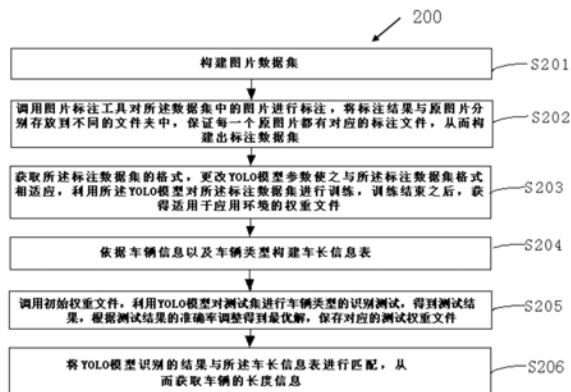 200
构建图片数据集
S201
调用图片标注工具对所述数据集中的图片进行标注，将标注结果与原图片分
别存放到不同的文件夹中，保证每一个原图片都有对应的标注文件，从而构
建出标注数据集
S202
获取所述标注数据集的格式，更改YOLO模型参数使之与所述标注数据集格式
相适应，利用所述YOLO模型对所述标注数据集进行训练，训练结束之后，获
得适用于应用环境的权重文件
S203
依据车辆信息以及车辆类型构建车长信息表
S204
调用初始权重文件，利用YOLO模型对测试集进行车辆类型的识别测试，得到测试结
果，根据测试结果的准确率调整得到最优解，保存对应的测试权重文件
S205
将YOLO模型识别的结果与所述车长信息表进行匹配，从
而获取车辆的长度信息
S206